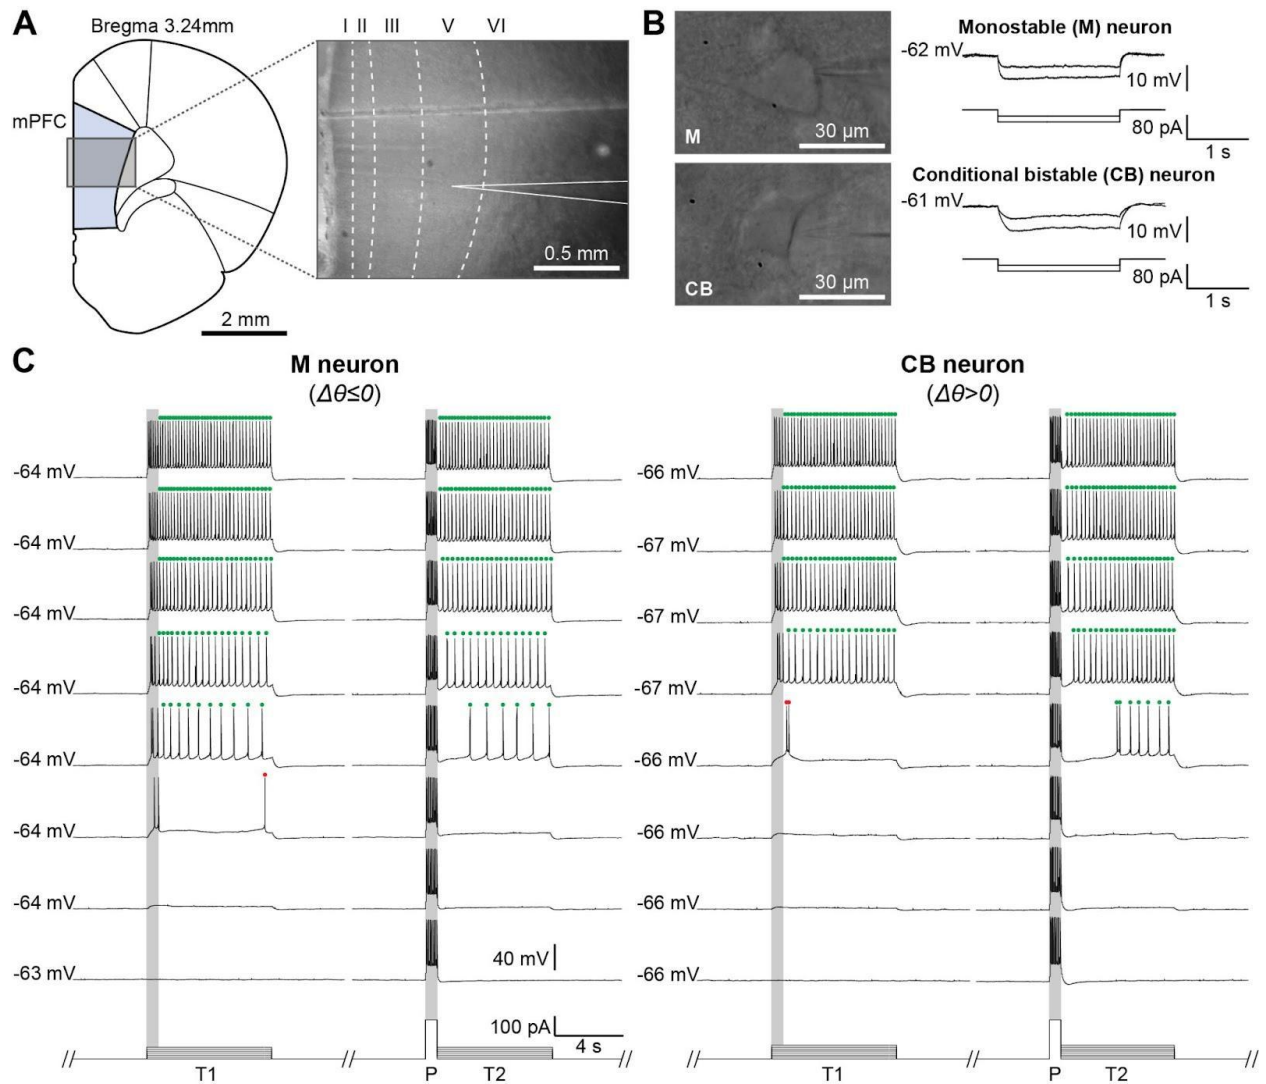 A
Bregma 3.24mm
I II III V VI
mPFC
0.5 mm
2 mm
B
M
30 µm
CB
30 µm
Monostable (M) neuron
-62 mV
10 mV
80 pA
1 s
Conditional bistable (CB) neuron
-61 mV
10 mV
80 pA
1 s
C
M neuron
(Δθ≤0)
-64 mV
-64 mV
-64 mV
-64 mV
-64 mV
-64 mV
-64 mV
-63 mV
40 mV
100 pA
4 s
T1
P
T2
CB neuron
(Δθ>0)
-66 mV
-67 mV
-67 mV
-67 mV
-66 mV
-66 mV
-66 mV
-66 mV
T1
P
T2